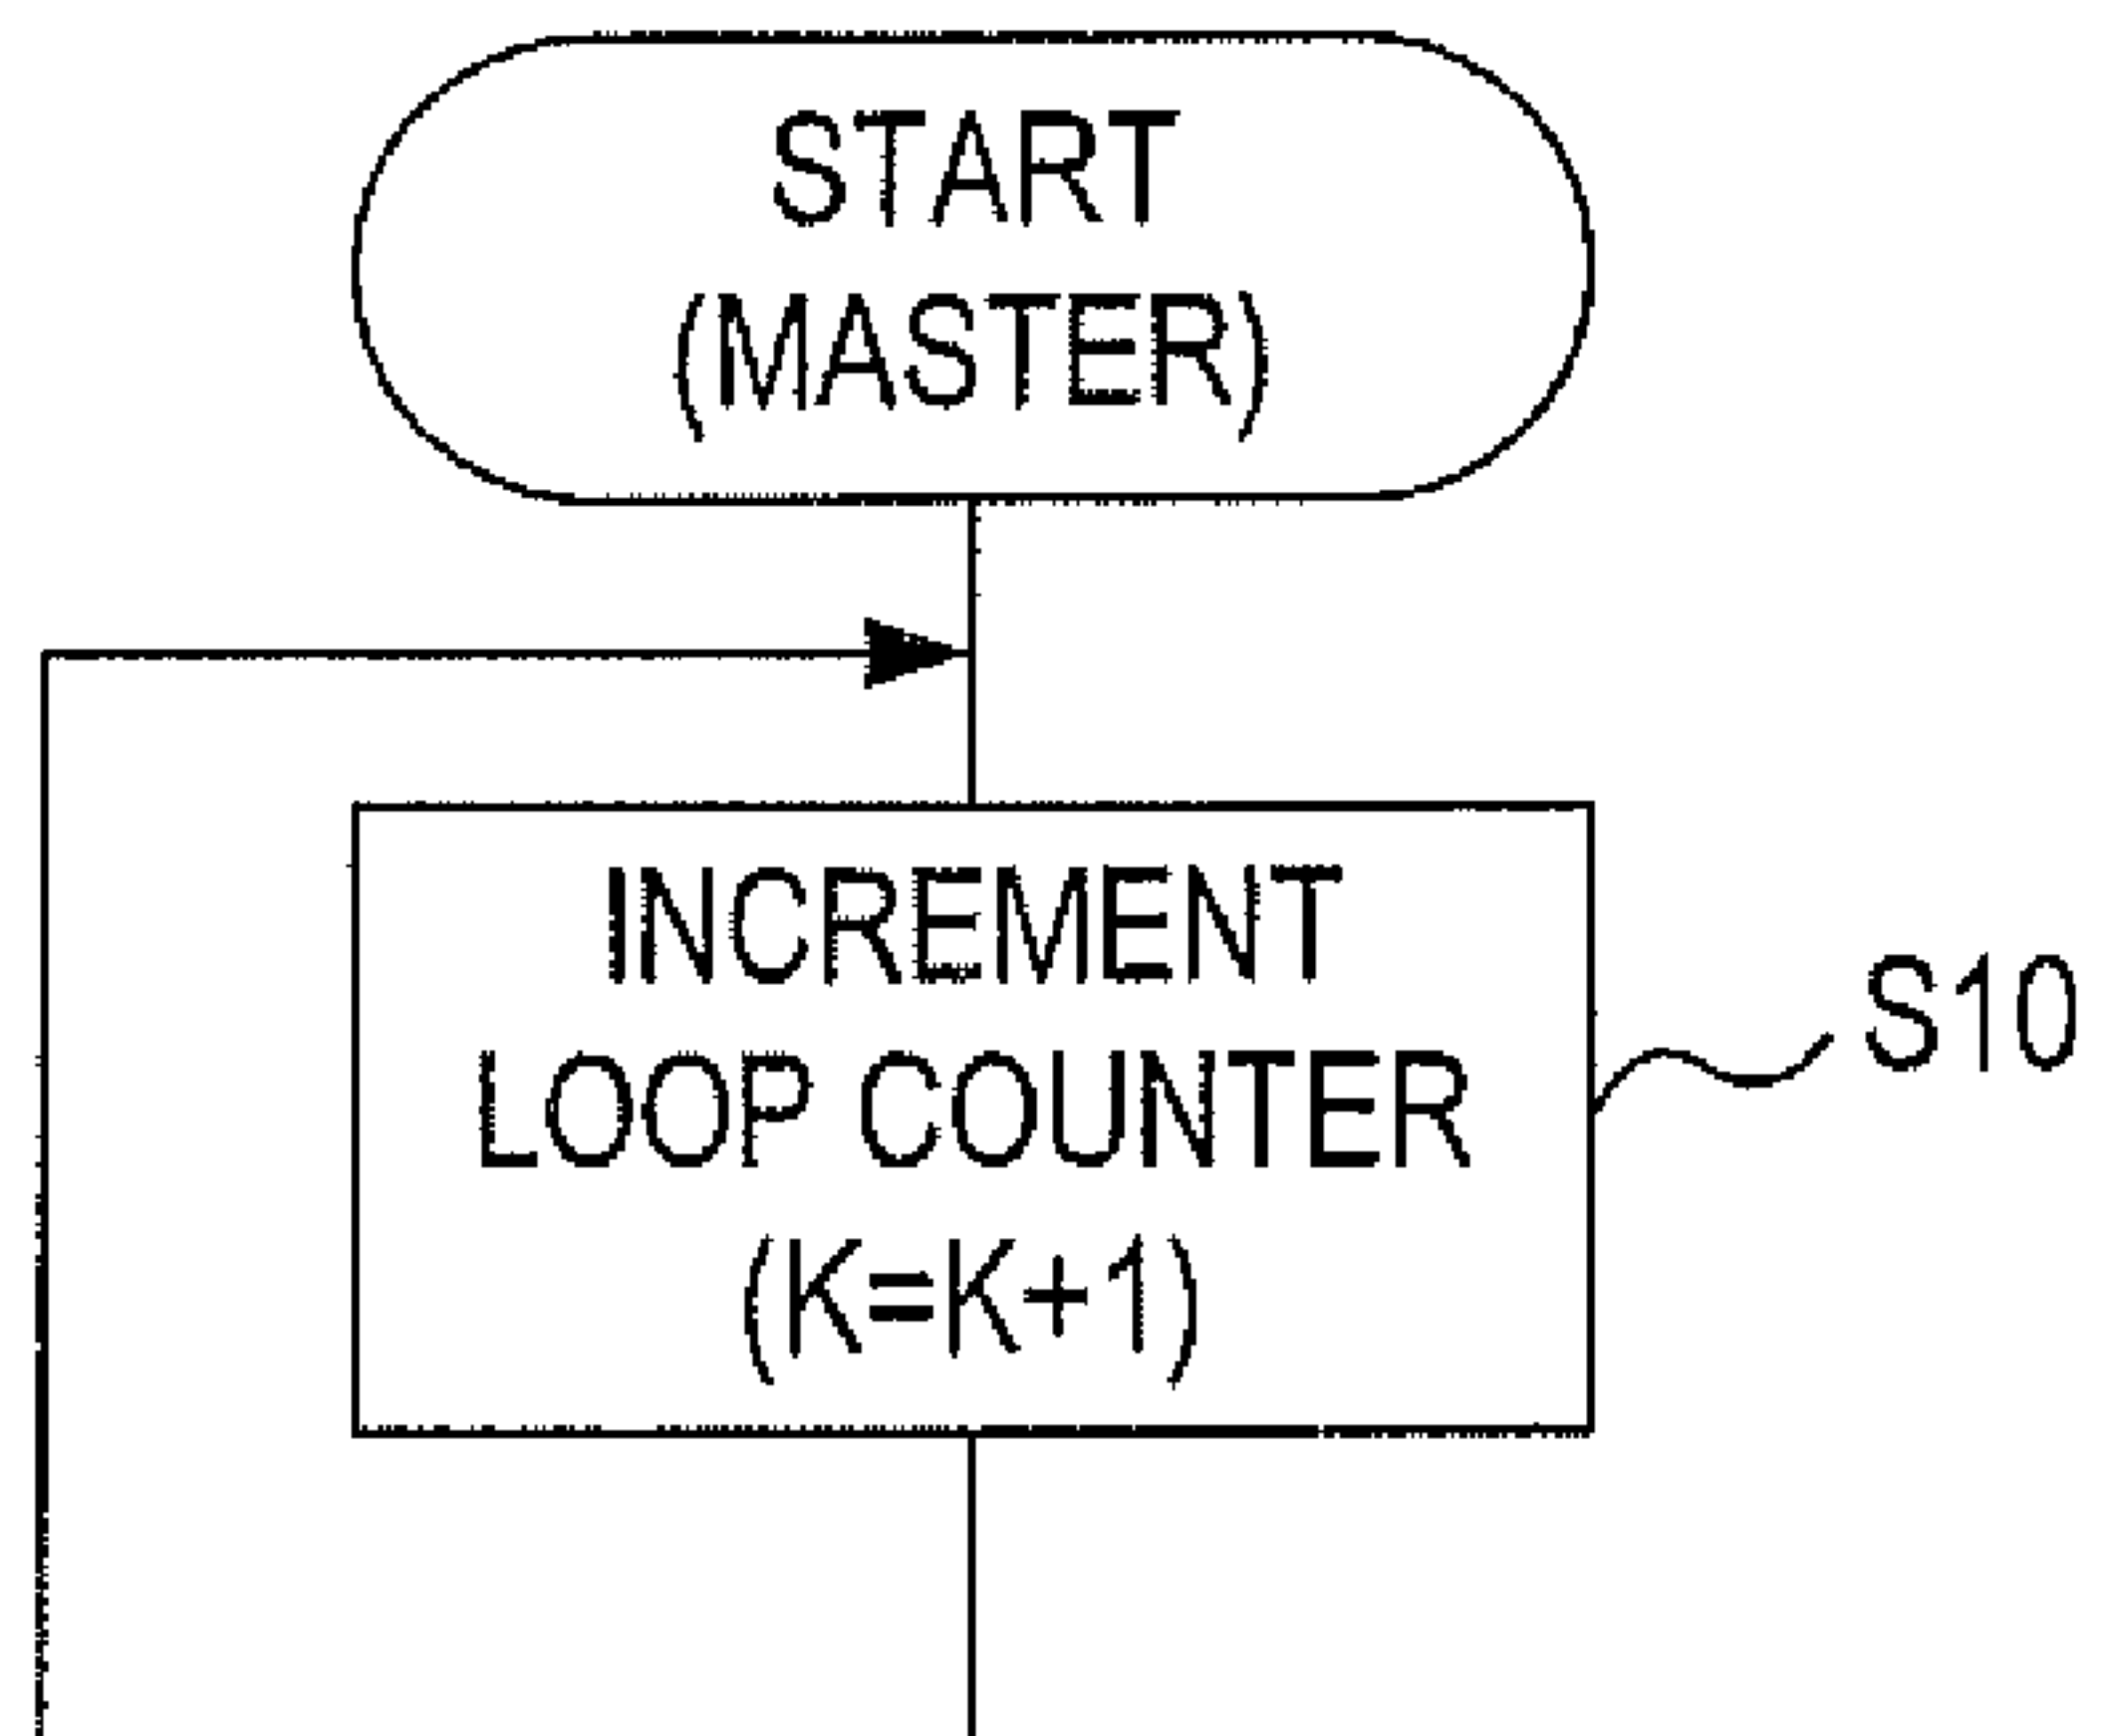 START
(MASTER)
INCREMENT
LOOP COUNTER
(K=K+1)
S10